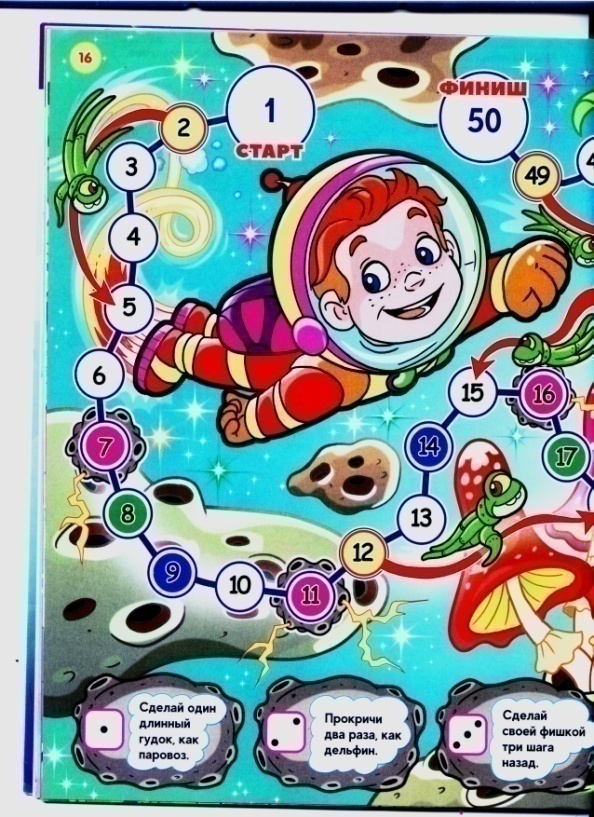 16
1
СТАРТ
2
3
4
5
6
7
8
9
10
11
12
13
14
15
16
17
ФИНИШ
50
49
Сделай один
длинный
гудок, как
паровоз.
Прокричи
два раза, как
дельфин.
Сделай
своей фишкой
три шага
назад.